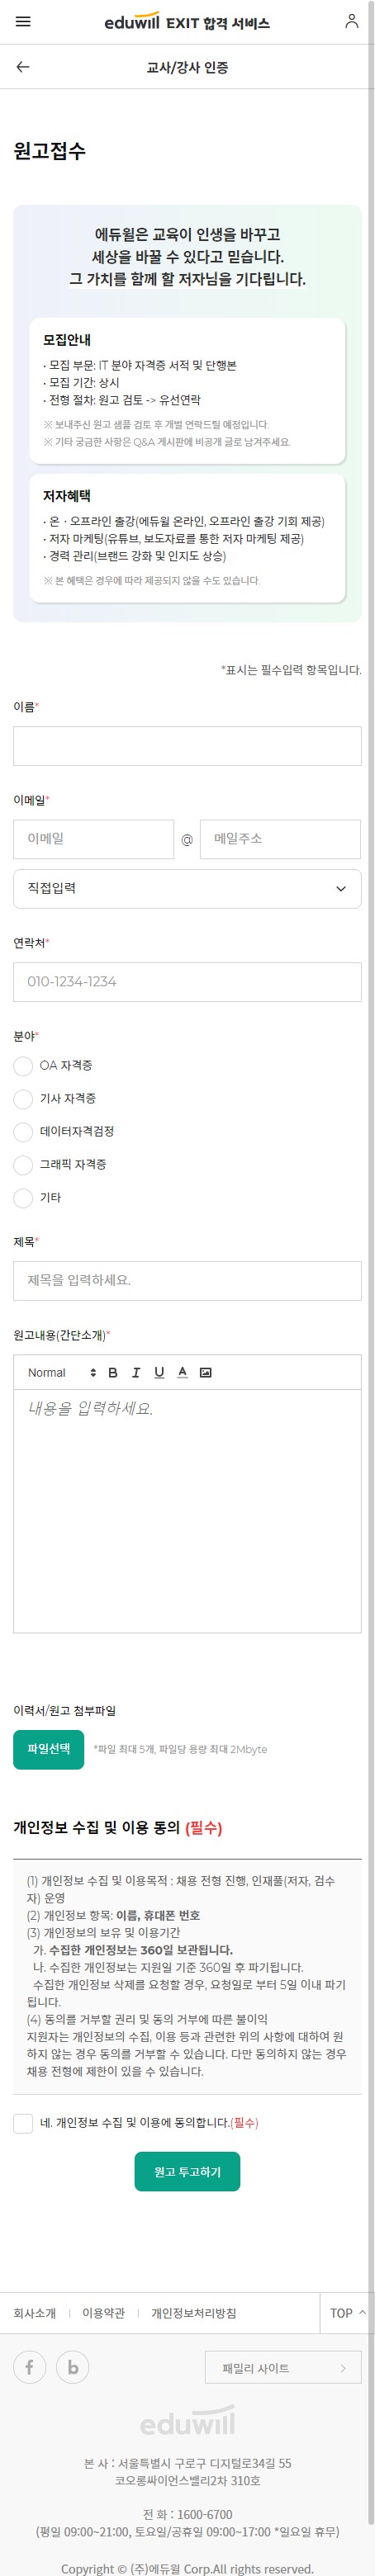 eduwill EXIT 합격 서비스
교사/강사 인증
원고접수
에듀윌은 교육이 인생을 바꾸고
세상을 바꿀 수 있다고 믿습니다.
그 가치를 함께 할 저자님을 기다립니다.
모집안내
· 모집 부문: IT 분야 자격증 서적 및 단행본
· 모집 기간: 상시
· 전형 절차: 원고 검토 -> 유선연락
※ 보내주신 원고 샘플 검토 후 개별 연락드릴 예정입니다.
※ 기타 궁금한 사항은 Q&A 게시판에 비공개 글로 남겨주세요.
저자혜택
· 온 · 오프라인 출강(에듀윌 온라인, 오프라인 출강 기회 제공)
· 저자 마케팅(유튜브, 보도자료를 통한 저자 마케팅 제공)
· 경력 관리(브랜드 강화 및 인지도 상승)
※ 본 혜택은 경우에 따라 제공되지 않을 수도 있습니다.
*표시는 필수입력 항목입니다.
이름*
이메일*
이메일 @ 메일주소
직접입력
연락처*
010-1234-1234
분야*
OA 자격증
기사 자격증
데이터자격검정
그래픽 자격증
기타
제목*
제목을 입력하세요.
원고내용(간단소개)*
Normal B I U A
내용을 입력하세요.
이력서/원고 첨부파일
파일선택 *파일 최대 5개, 파일당 용량 최대 2Mbyte
개인정보 수집 및 이용 동의 (필수)
(1) 개인정보 수집 및 이용목적 : 채용 전형 진행, 인재풀(저자, 검수
자) 운영
(2) 개인정보 항목: 이름, 휴대폰 번호
(3) 개인정보의 보유 및 이용기간
가. 수집한 개인정보는 360일 보관됩니다.
나. 수집한 개인정보는 지원일 기준 360일 후 파기됩니다.
수집한 개인정보 삭제를 요청할 경우, 요청일로 부터 5일 이내 파기
됩니다.
(4) 동의를 거부할 권리 및 동의 거부에 따른 불이익
지원자는 개인정보의 수집, 이용 등과 관련한 위의 사항에 대하여 원
하지 않는 경우 동의를 거부할 수 있습니다. 다만 동의하지 않는 경우
채용 전형에 제한이 있을 수 있습니다.
네. 개인정보 수집 및 이용에 동의합니다.(필수)
원고 투고하기
회사소개 | 이용약관 | 개인정보처리방침 TOP
f b 패밀리 사이트
eduwill
본 사 : 서울특별시 구로구 디지털로34길 55
코오롱싸이언스밸리2차 310호
전 화 : 1600-6700
(평일 09:00~21:00, 토요일/공휴일 09:00~17:00 *일요일 휴무)
Copyright © (주)에듀윌 Corp.All rights reserved.